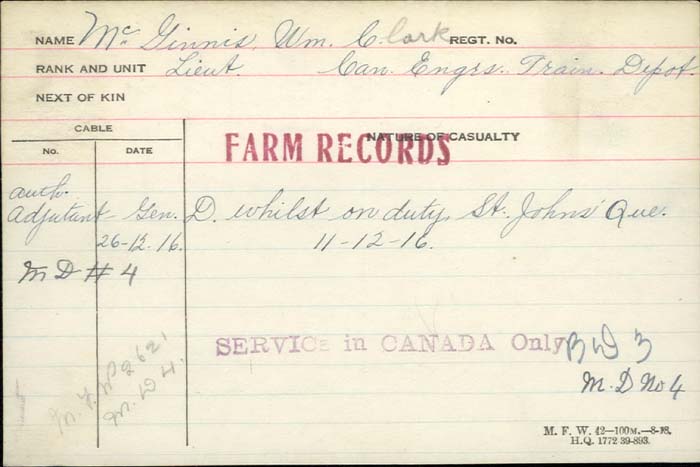 NAME Mc Ginnis, Wm. Clark REGT. No.
RANK AND UNIT Lieut. Can. Engrs. Train. Depot.
NEXT OF KIN
CABLE
No. DATE
NATURE OF CASUALTY
FARM RECORDS
auth.
Adjutant Gen. D. whilst on duty, St. Johns Que.
26-12-16. 11-12-16.
M D # 4
SERVICE in CANADA Only
M. D No 4
M. D 4.
M. F. W. 42—100M.—8-18.
H.Q. 1772 39-893.